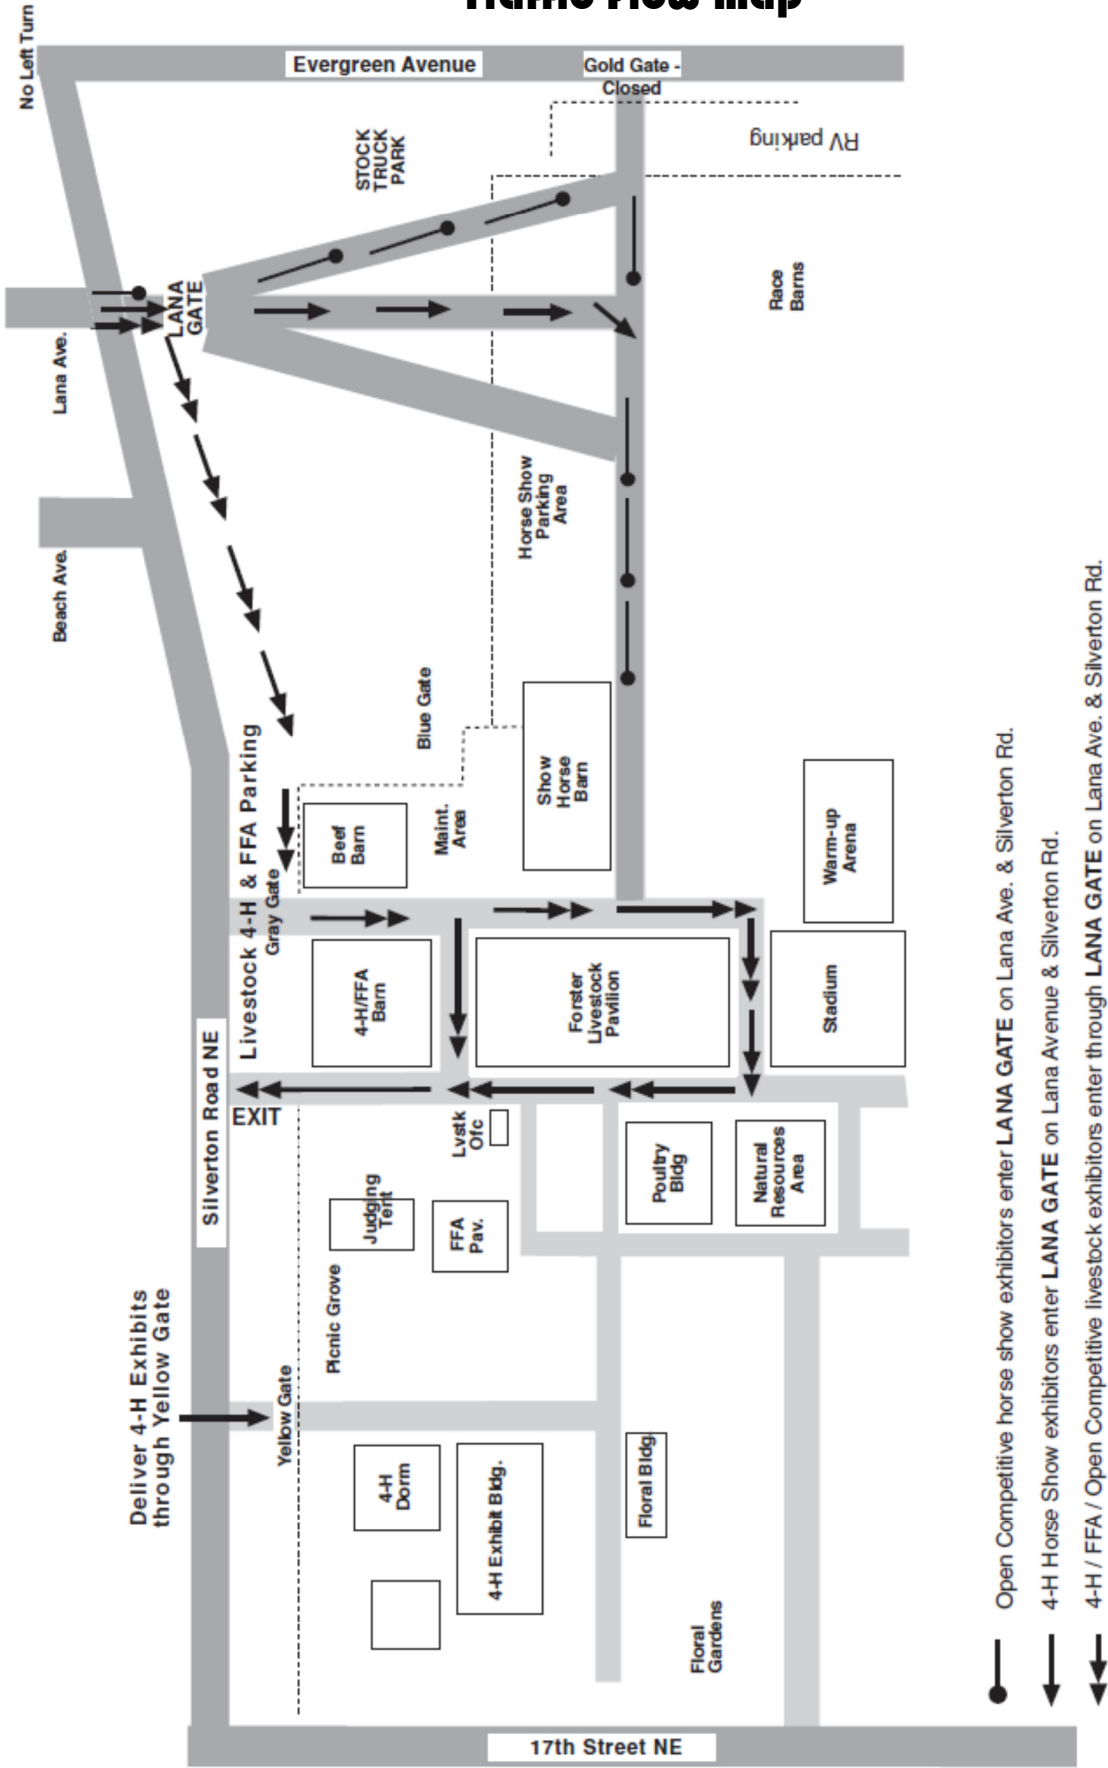 Traffic Flow Map
No Left Turn
Evergreen Avenue
Gold Gate -
Closed
RV parking
STOCK
TRUCK
PARK
LANA
GATE
Lana Ave.
Race
Barns
Beach Ave.
Horse Show
Parking
Area
Blue Gate
Livestock 4-H & FFA Parking
Gray Gate
Beef
Barn
Maint.
Area
Show
Horse
Barn
Warm-up
Arena
4-H/FFA
Barn
Forster
Livestock
Pavilion
Stadium
Silverton Road NE
EXIT
Lvstk
Ofc
Judging
Tent
FFA
Pav.
Poultry
Bldg
Natural
Resources
Area
Picnic Grove
Deliver 4-H Exhibits
through Yellow Gate
Yellow Gate
4-H
Dorm
4-H Exhibit Bldg.
Floral Bldg.
Floral
Gardens
17th Street NE
Open Competitive horse show exhibitors enter LANA GATE on Lana Ave. & Silverton Rd.
4-H Horse Show exhibitors enter LANA GATE on Lana Avenue & Silverton Rd.
4-H / FFA / Open Competitive livestock exhibitors enter through LANA GATE on Lana Ave. & Silverton Rd.